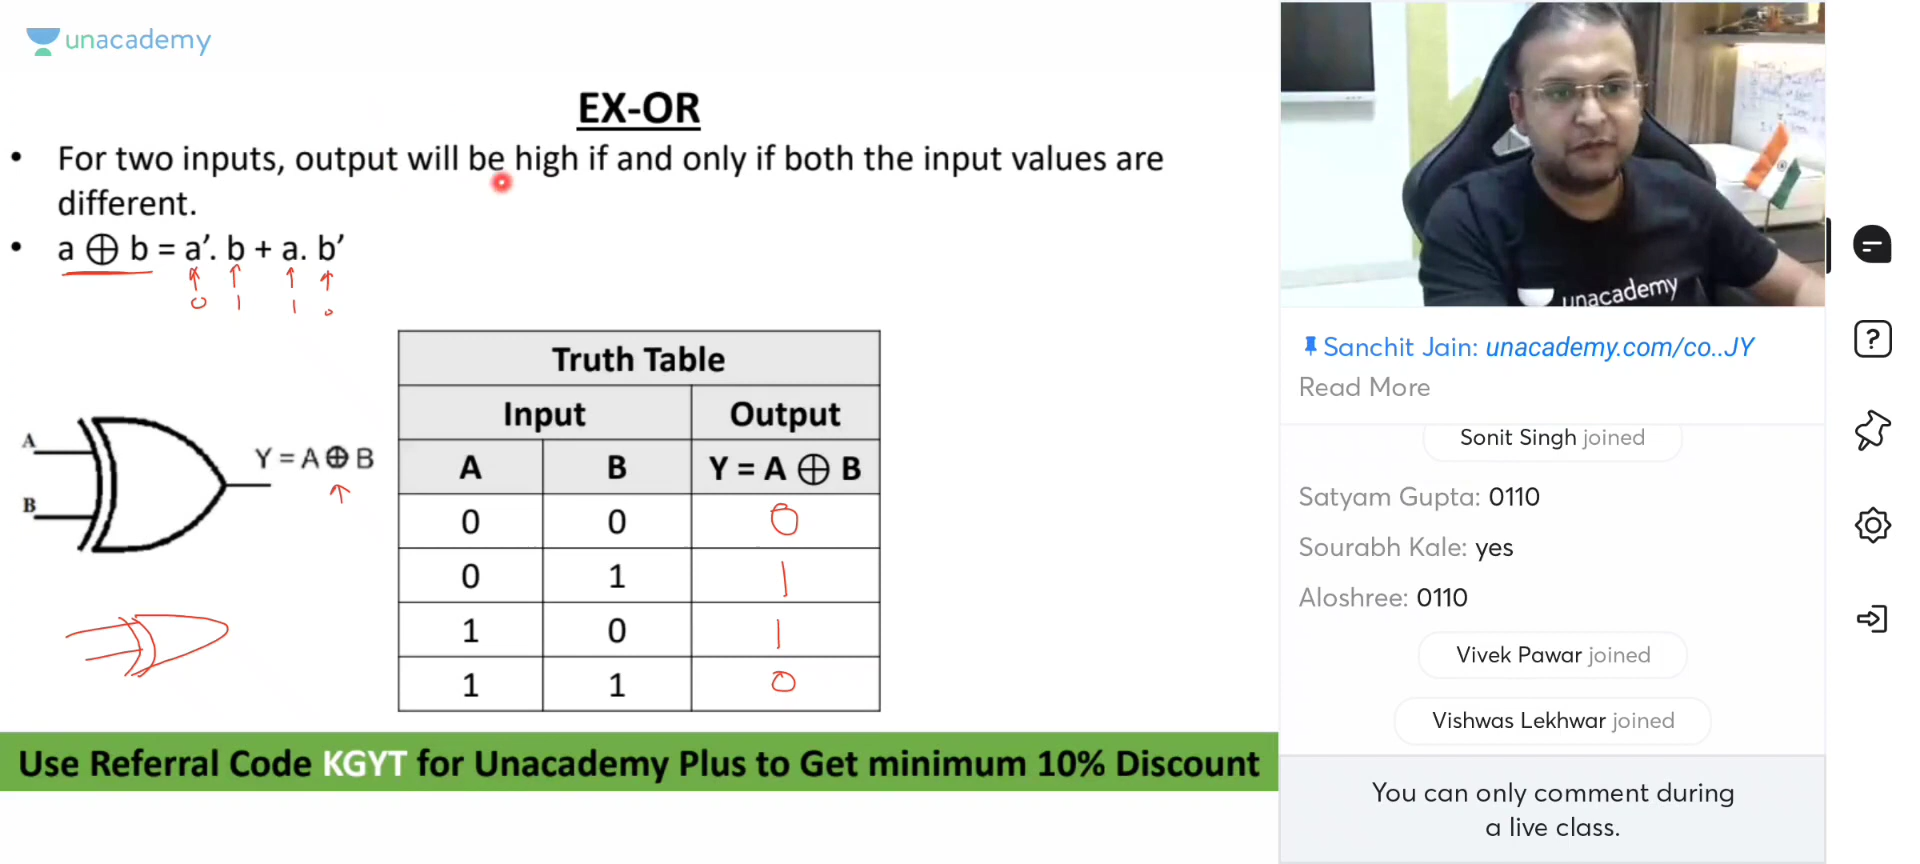 unacademy
EX-OR
• For two inputs, output will be high if and only if both the input values are
different.
• a ⊕ b = a’. b + a. b’
0 1 1 0
A
B
Y = A ⊕ B
Truth Table
Input Output
A B Y = A ⊕ B
0 0 0
0 1 1
1 0 1
1 1 0
Use Referral Code KGYT for Unacademy Plus to Get minimum 10% Discount
unacademy
Sanchit Jain: unacademy.com/co..JY
Read More
Sonit Singh joined
Satyam Gupta: 0110
Sourabh Kale: yes
Aloshree: 0110
Vivek Pawar joined
Vishwas Lekhwar joined
You can only comment during
a live class.
?